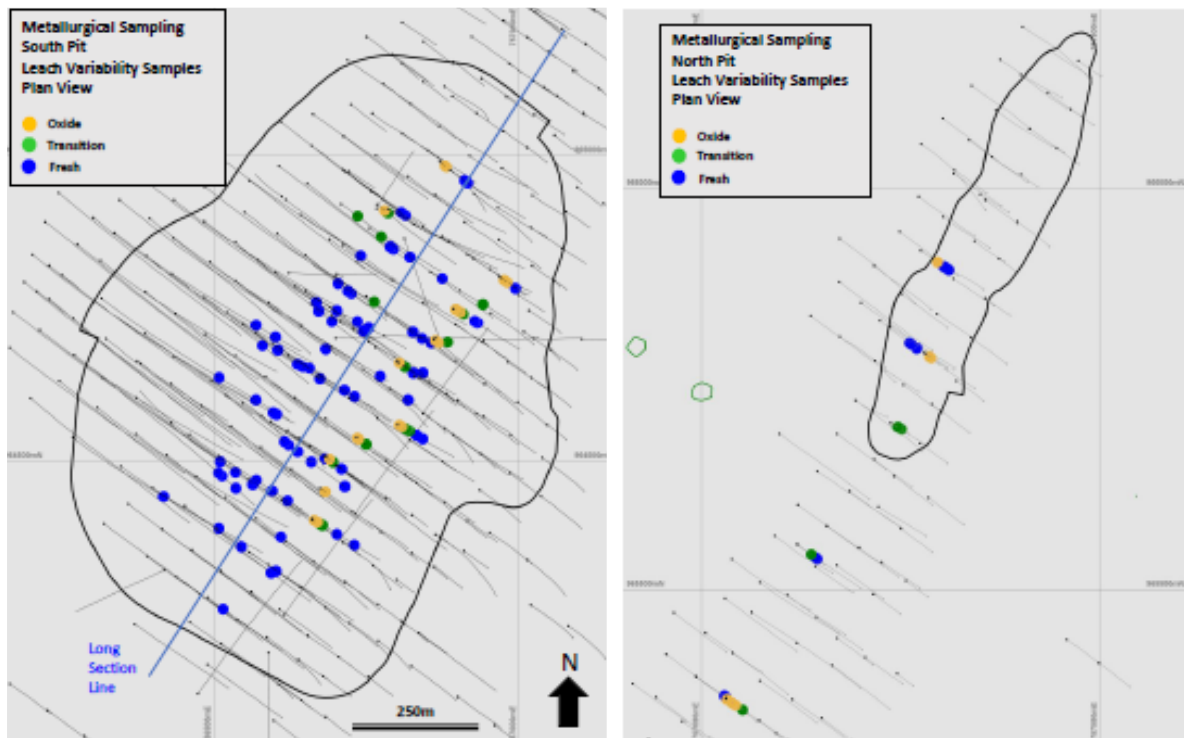 Metallurgical Sampling
South Pit
Leach Variability Samples
Plan View
Oxide
Transition
Fresh
Long
Section
Line
250m
N
Metallurgical Sampling
North Pit
Leach Variability Samples
Plan View
Oxide
Transition
Fresh